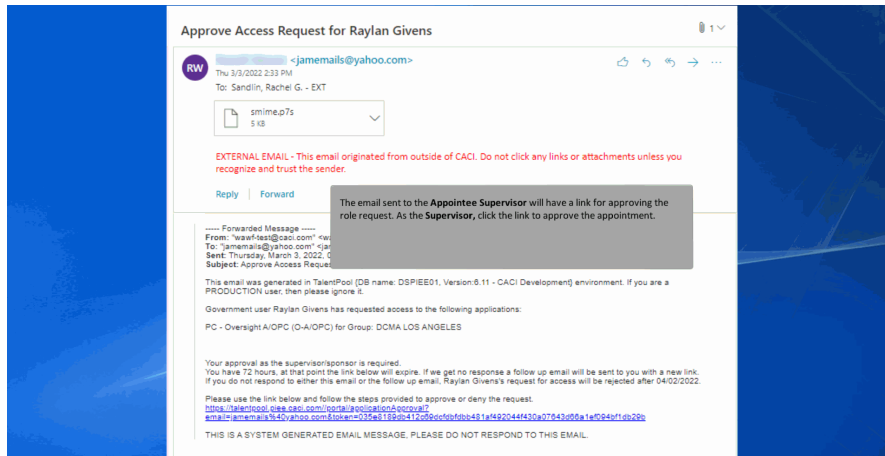 Approve Access Request for Raylan Givens
1
RW
<jamemails@yahoo.com>
Thu 3/3/2022 2:33 PM
To: Sandlin, Rachel G. - EXT
smime.p7s
5 KB
EXTERNAL EMAIL - This email originated from outside of CACI. Do not click any links or attachments unless you
recognize and trust the sender.
Reply
Forward
The email sent to the Appointee Supervisor will have a link for approving the
role request. As the Supervisor, click the link to approve the appointment.
----- Forwarded Message -----
From: "wawf-test@caci.com"
To: "jamemails@yahoo.com"
Sent: Thursday, March 3, 2022,
Subject: Approve Access
This email was generated in TalentPool {DB name: DSPIEE01, Version:6.11 - CACI Development} environment. If you are a
PRODUCTION user, then please ignore it.
Government user Raylan Givens has requested access to the following applications:
PC - Oversight A/OPC (O-A/OPC) for Group: DCMA LOS ANGELES
Your approval as the supervisor/sponsor is required.
You have 72 hours, at that point the link below will expire. If we get no response a follow up email will be sent to you with a new link.
If you do not respond to either this email or the follow up email, Raylan Givens's request for access will be rejected after 04/02/2022.
Please use the link below and follow the steps provided to approve or deny the request.
https://talentpool.piee.caci.com//portal/applicationApproval?
email=jamemails%40yahoo.com&token=035e8189db412c69dcfdbfdbb481af492044f430a07643d66a1ef094bf1db29b
THIS IS A SYSTEM GENERATED EMAIL MESSAGE, PLEASE DO NOT RESPOND TO THIS EMAIL.